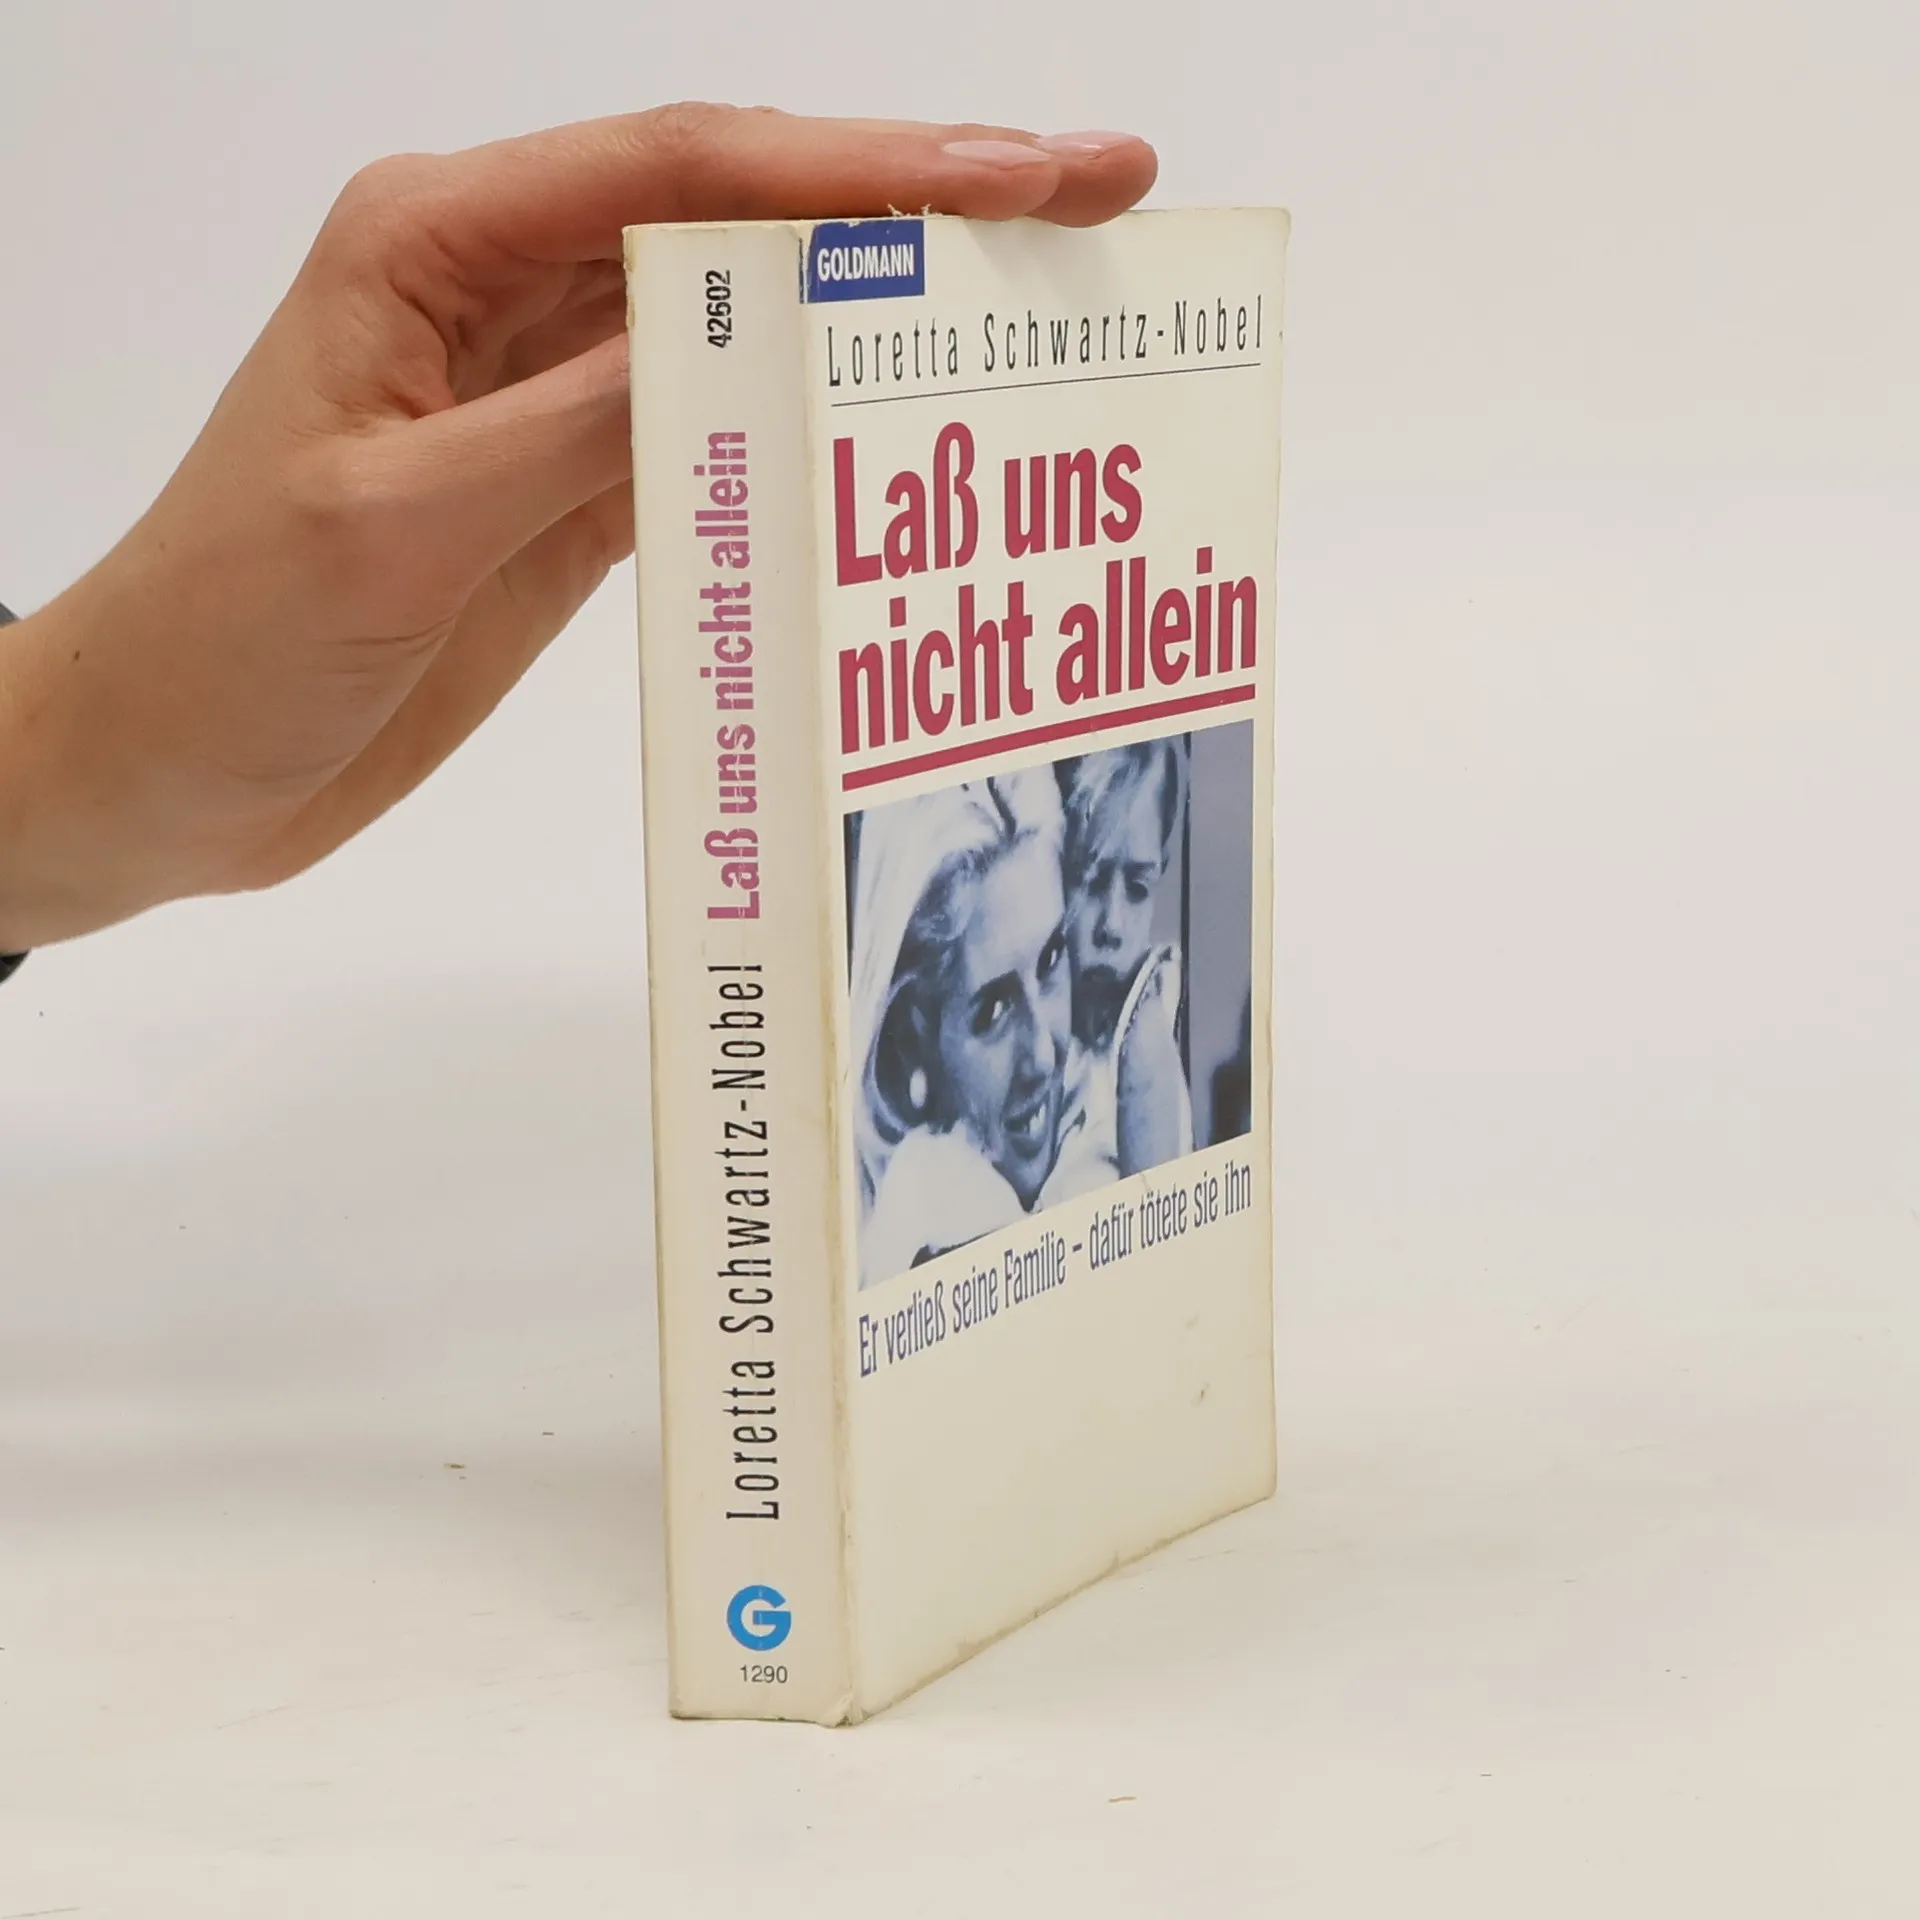 42602
Laß uns nicht allein
Loretta Schwartz-Nobel
G
1290
GOLDMANN
Loretta Schwartz-Nobel
Laß uns
nicht allein
Er verließ seine Familie – dafür tötete sie ihn